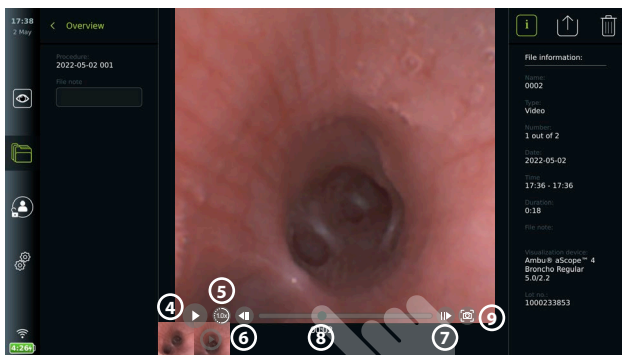 17:38
2 May
Overview
Procedure:
2022-05-02 001
File note:
i
File information:
Name:
0002
Type:
Video
Number:
1 out of 2
Date:
2022-05-02
Time
17:36 - 17:36
Duration:
0:18
File note:
Visualization device:
Ambu® aScope™ 4
Broncho Regular
5.0/2.2
Lot no.
1000233853
4
5
1.0x
6
8
7
9
4:26